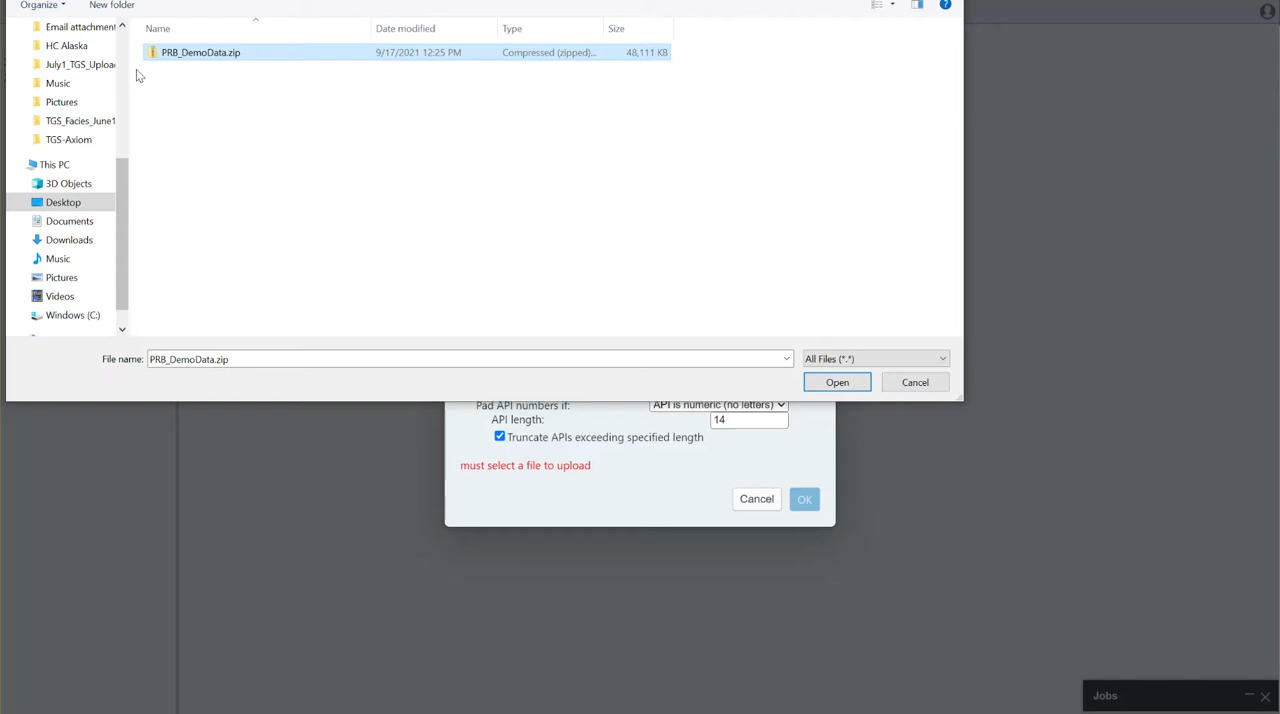 Organize New folder
Name Date modified Type Size
PRB_DemoData.zip 9/17/2021 12:25 PM Compressed (zipped)... 48,111 KB
Email attachment
HC Alaska
July1_TGS_Uploa
Music
Pictures
TGS_Facies_June1
TGS-Axiom
This PC
3D Objects
Desktop
Documents
Downloads
Music
Pictures
Videos
Windows (C:)
File name: PRB_DemoData.zip All Files (*.*)
Open Cancel
Pad API numbers if: API is numeric (no letters)
API length: 14
Truncate APIs exceeding specified length
must select a file to upload
Cancel OK
Jobs